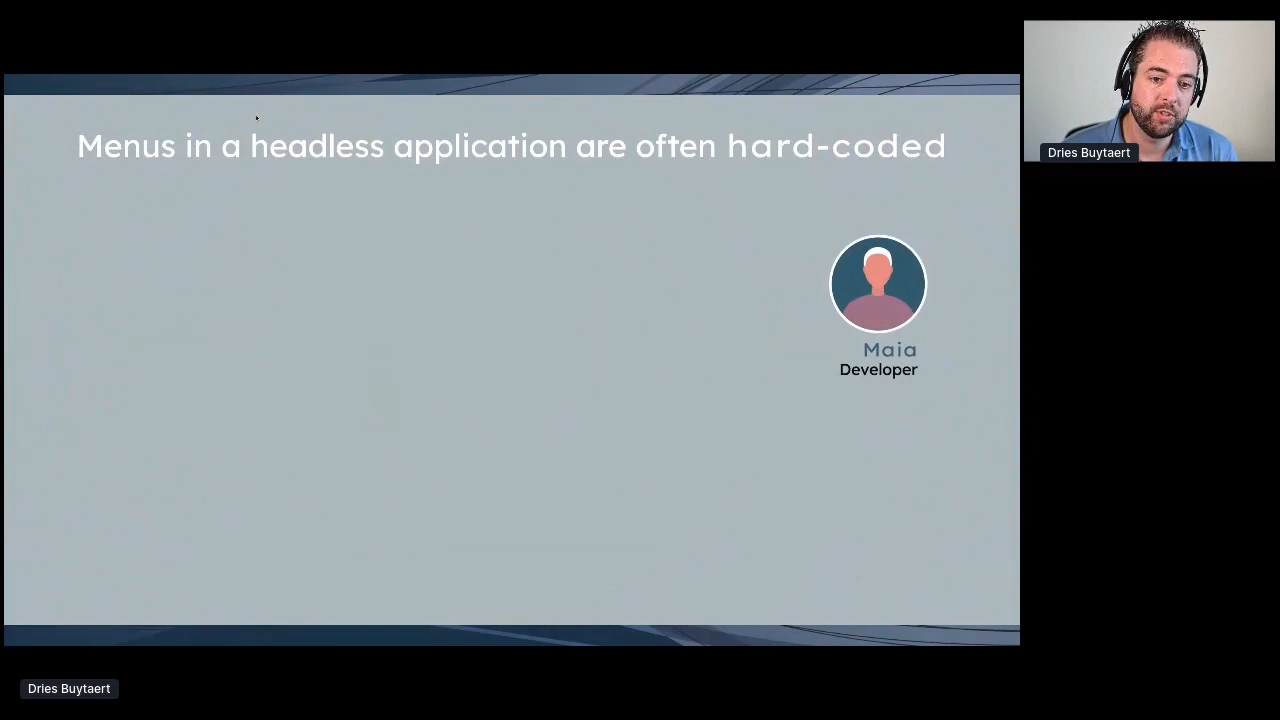 Menus in a headless application are often hard-coded
Maia
Developer
Dries Buytaert
Dries Buytaert